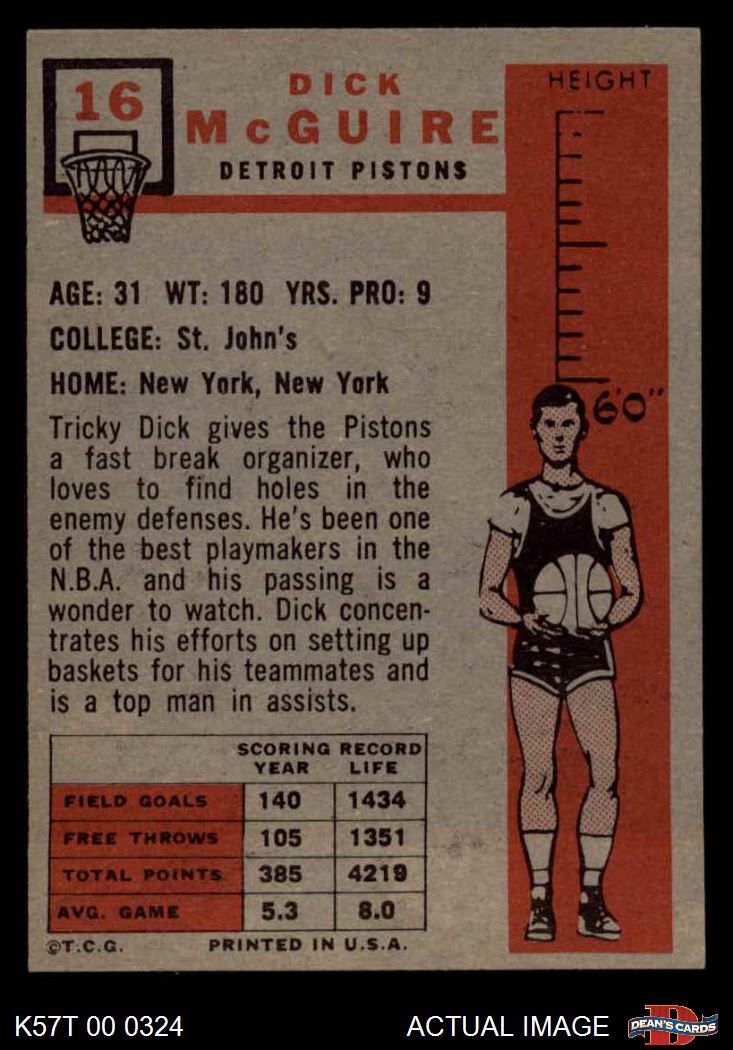 16
DICK
McGUIRE
DETROIT PISTONS
HEIGHT
AGE: 31 WT: 180 YRS. PRO: 9
COLLEGE: St. John's
HOME: New York, New York
6'0"
Tricky Dick gives the Pistons
a fast break organizer, who
loves to find holes in the
enemy defenses. He's been one
of the best playmakers in the
N.B.A. and his passing is a
wonder to watch. Dick concen-
trates his efforts on setting up
baskets for his teammates and
is a top man in assists.
SCORING RECORD
YEAR LIFE
FIELD GOALS 140 1434
FREE THROWS 105 1351
TOTAL POINTS 385 4219
AVG. GAME 5.3 8.0
©T.C.G. PRINTED IN U.S.A.
K57T 00 0324 ACTUAL IMAGE DEAN'S CARDS